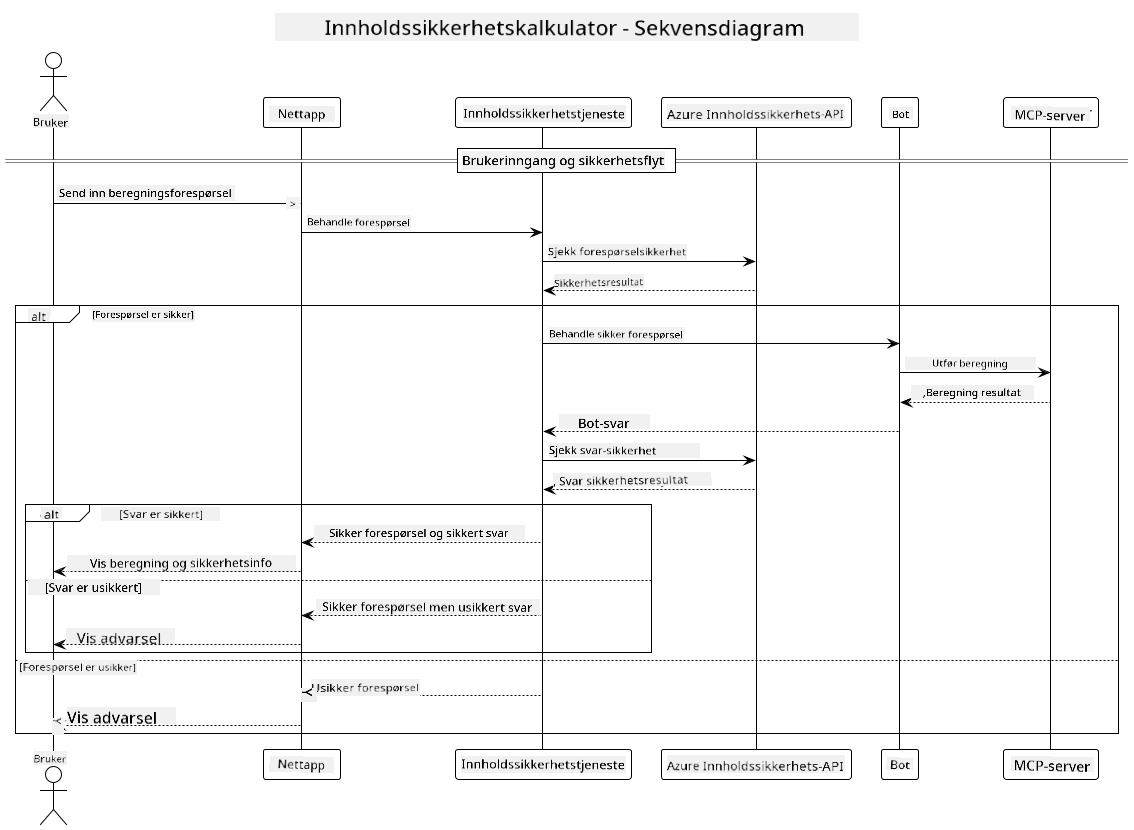 Innholdssikkerhetskalkulator - Sekvensdiagram
Bruker
Nettapp
Innholdssikkerhetstjeneste
Azure Innholdssikkerhets-API
Bot
MCP-server
Brukerinngang og sikkerhetsflyt
Send inn beregningsforespørsel
Behandle forespørsel
Sjekk forespørselsikkerhet
Sikkerhetsresultat
alt
[Forespørsel er sikker]
Behandle sikker forespørsel
Utfør beregning
Beregning resultat
Bot-svar
Sjekk svar-sikkerhet
Svar sikkerhetsresultat
alt
[Svar er sikkert]
Sikker forespørsel og sikkert svar
Vis beregning og sikkerhetsinfo
[Svar er usikkert]
Sikker forespørsel men usikkert svar
Vis advarsel
[Forespørsel er usikker]
Usikker forespørsel
Vis advarsel
Bruker
Nettapp
Innholdssikkerhetstjeneste
Azure Innholdssikkerhets-API
Bot
MCP-server